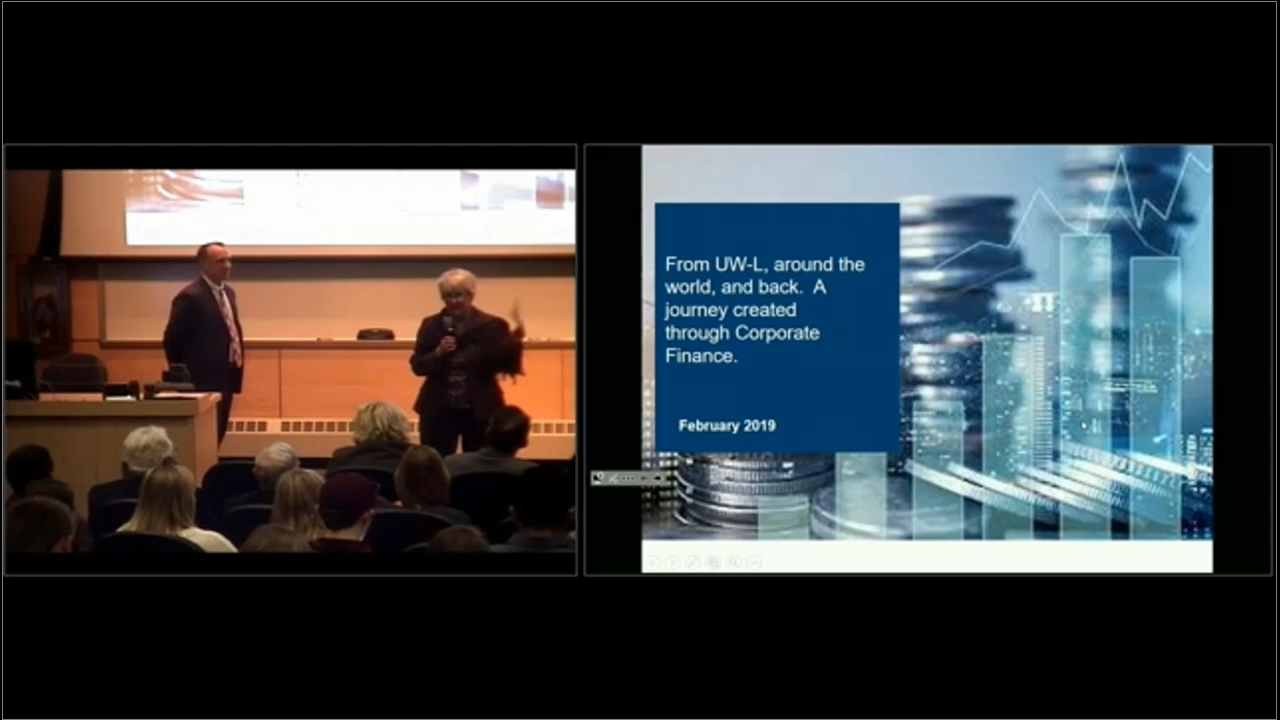 From UW-L, around the
world, and back.  A
journey created
through Corporate
Finance.
February 2019